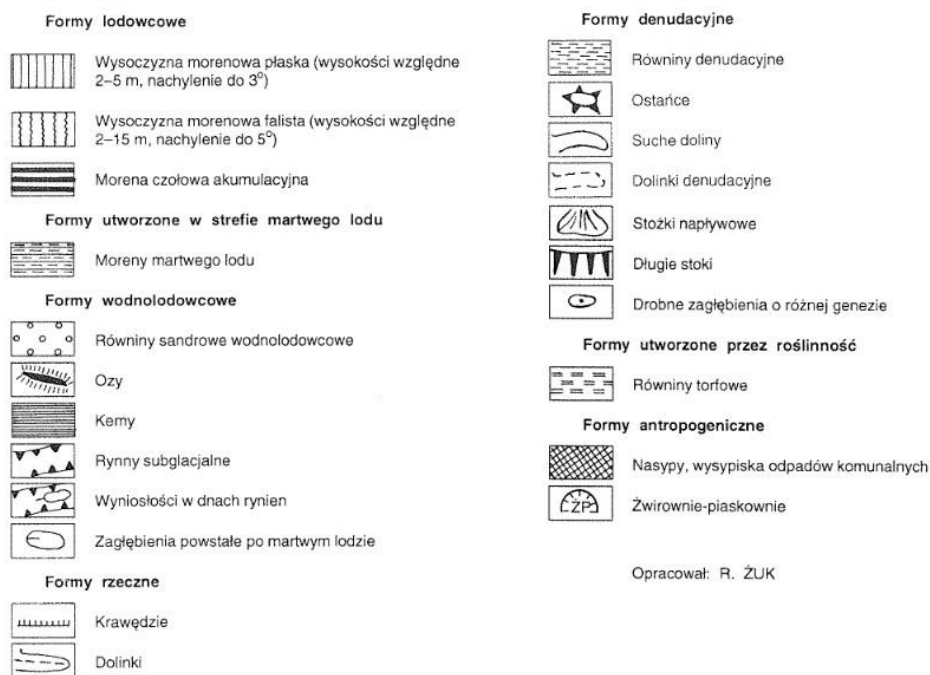 Formy lodowcowe
Wysoczyzna morenowa płaska (wysokości względne
2–5 m, nachylenie do 3°)
Wysoczyzna morenowa falista (wysokości względne
2–15 m, nachylenie do 5°)
Morena czołowa akumulacyjna
Formy utworzone w strefie martwego lodu
Moreny martwego lodu
Formy wodnolodowcowe
Równiny sandrowe wodnolodowcowe
Ozy
Kemy
Rynny subglacjalne
Wyniosłości w dnach rynien
Zagłębienia powstałe po martwym lodzie
Formy rzeczne
Krawędzie
Dolinki
Formy denudacyjne
Równiny denudacyjne
Ostańce
Suche doliny
Dolinki denudacyjne
Stożki napływowe
Długie stoki
Drobne zagłębienia o różnej genezie
Formy utworzone przez roślinność
Równiny torfowe
Formy antropogeniczne
Nasypy, wysypiska odpadów komunalnych
ŻP
Żwirownie-piaskownie
Opracował: R. ŻUK